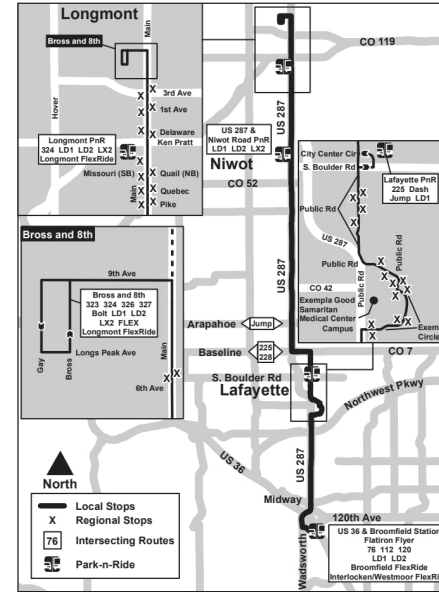 Longmont
Main
Bross and 8th
CO 119
Hover
3rd Ave
1st Ave
Delaware
Ken Pratt
Longmont PnR
324 LD1 LD2 LX2
Longmont FlexRide
Missouri (SB)
Quail (NB)
Quebec
Main
Pike
US 287
US 287 &
Niwot Road PnR
LD1 LD2 LX2
Niwot
CO 52
City Center Cir
S. Boulder Rd
Lafayette PnR
225 Dash
Jump LD1
Public Rd
US 287
Public Rd
Public Rd
CO 42
Public Rd
Exempla Good
Samaritan
Medical Center
Campus
Exem
Circle
CO 7
Bross and 8th
9th Ave
Bross and 8th
323 324 326 327
Bolt LD1 LD2
LX2 FLEX
Longmont FlexRide
Gay
Bross
Longs Peak Ave
Main
6th Ave
US 287
Arapahoe
Jump
Baseline
225
228
S. Boulder Rd
Lafayette
Northwest Pkwy
US 36
US 287
North
Midway
120th Ave
Wadsworth
US 36 & Broomfield Station
Flatiron Flyer
76 112 120
LD1 LD2
Broomfield FlexRide
Interlocken/Westmoor FlexRi
Local Stops
X Regional Stops
76 Intersecting Routes
Park-n-Ride